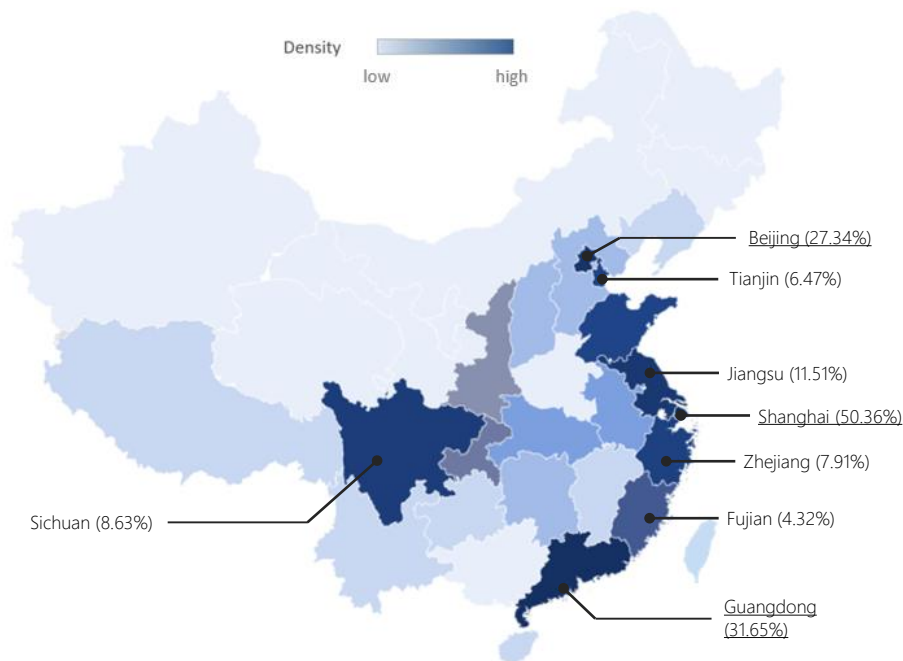 Density
low high
Beijing (27.34%)
Tianjin (6.47%)
Jiangsu (11.51%)
Shanghai (50.36%)
Zhejiang (7.91%)
Sichuan (8.63%)
Fujian (4.32%)
Guangdong
(31.65%)